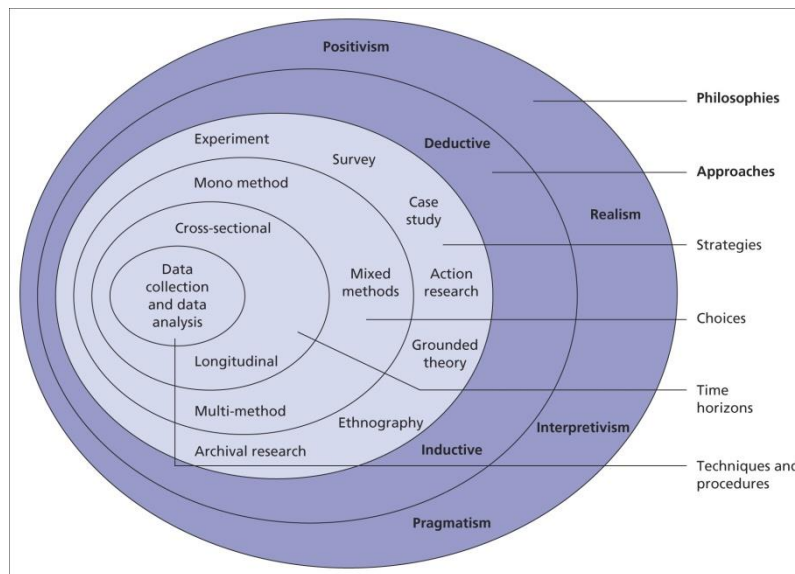 Positivism
Philosophies
Experiment
Survey
Deductive
Mono method
Approaches
Case
study
Realism
Cross-sectional
Strategies
Data
collection
and data
analysis
Mixed
methods
Action
research
Choices
Longitudinal
Grounded
theory
Time
horizons
Multi-method
Ethnography
Interpretivism
Archival research
Inductive
Techniques and
procedures
Pragmatism